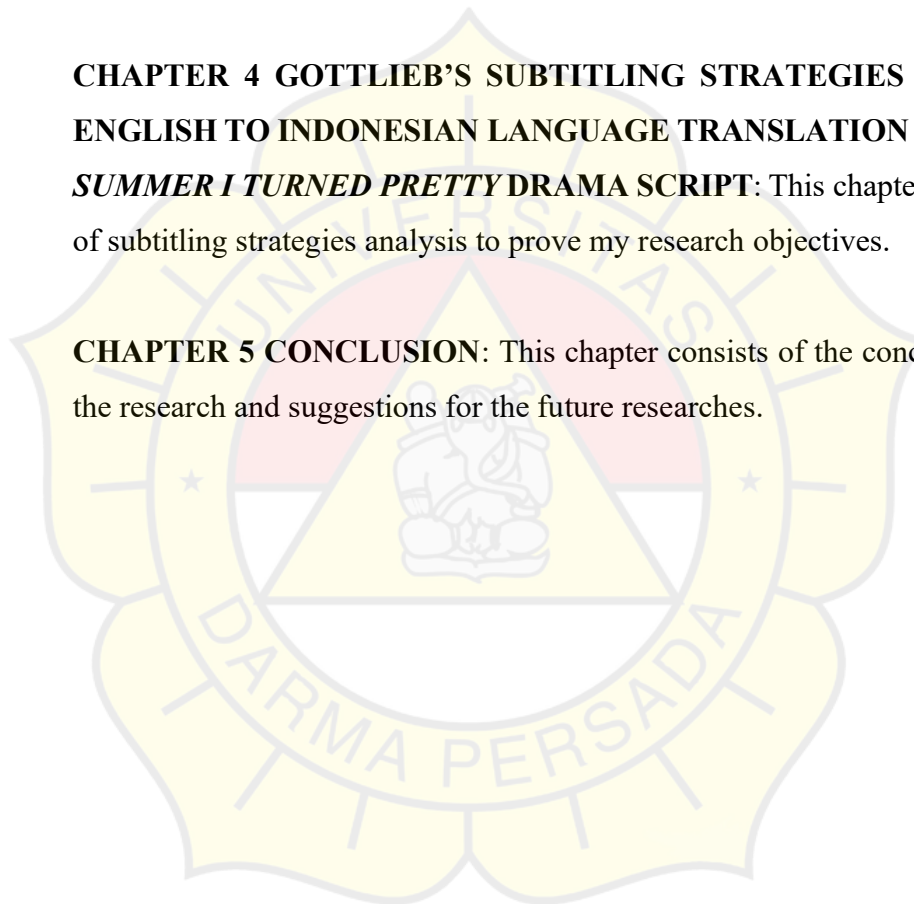 CHAPTER 4 GOTTLIEB’S SUBTITLING STRATEGIES
ENGLISH TO INDONESIAN LANGUAGE TRANSLATION
SUMMER I TURNED PRETTY DRAMA SCRIPT: This chapte
of subtitling strategies analysis to prove my research objectives.
CHAPTER 5 CONCLUSION: This chapter consists of the conc
the research and suggestions for the future researches.
UNIVERSITAS
DARMA PERSADA